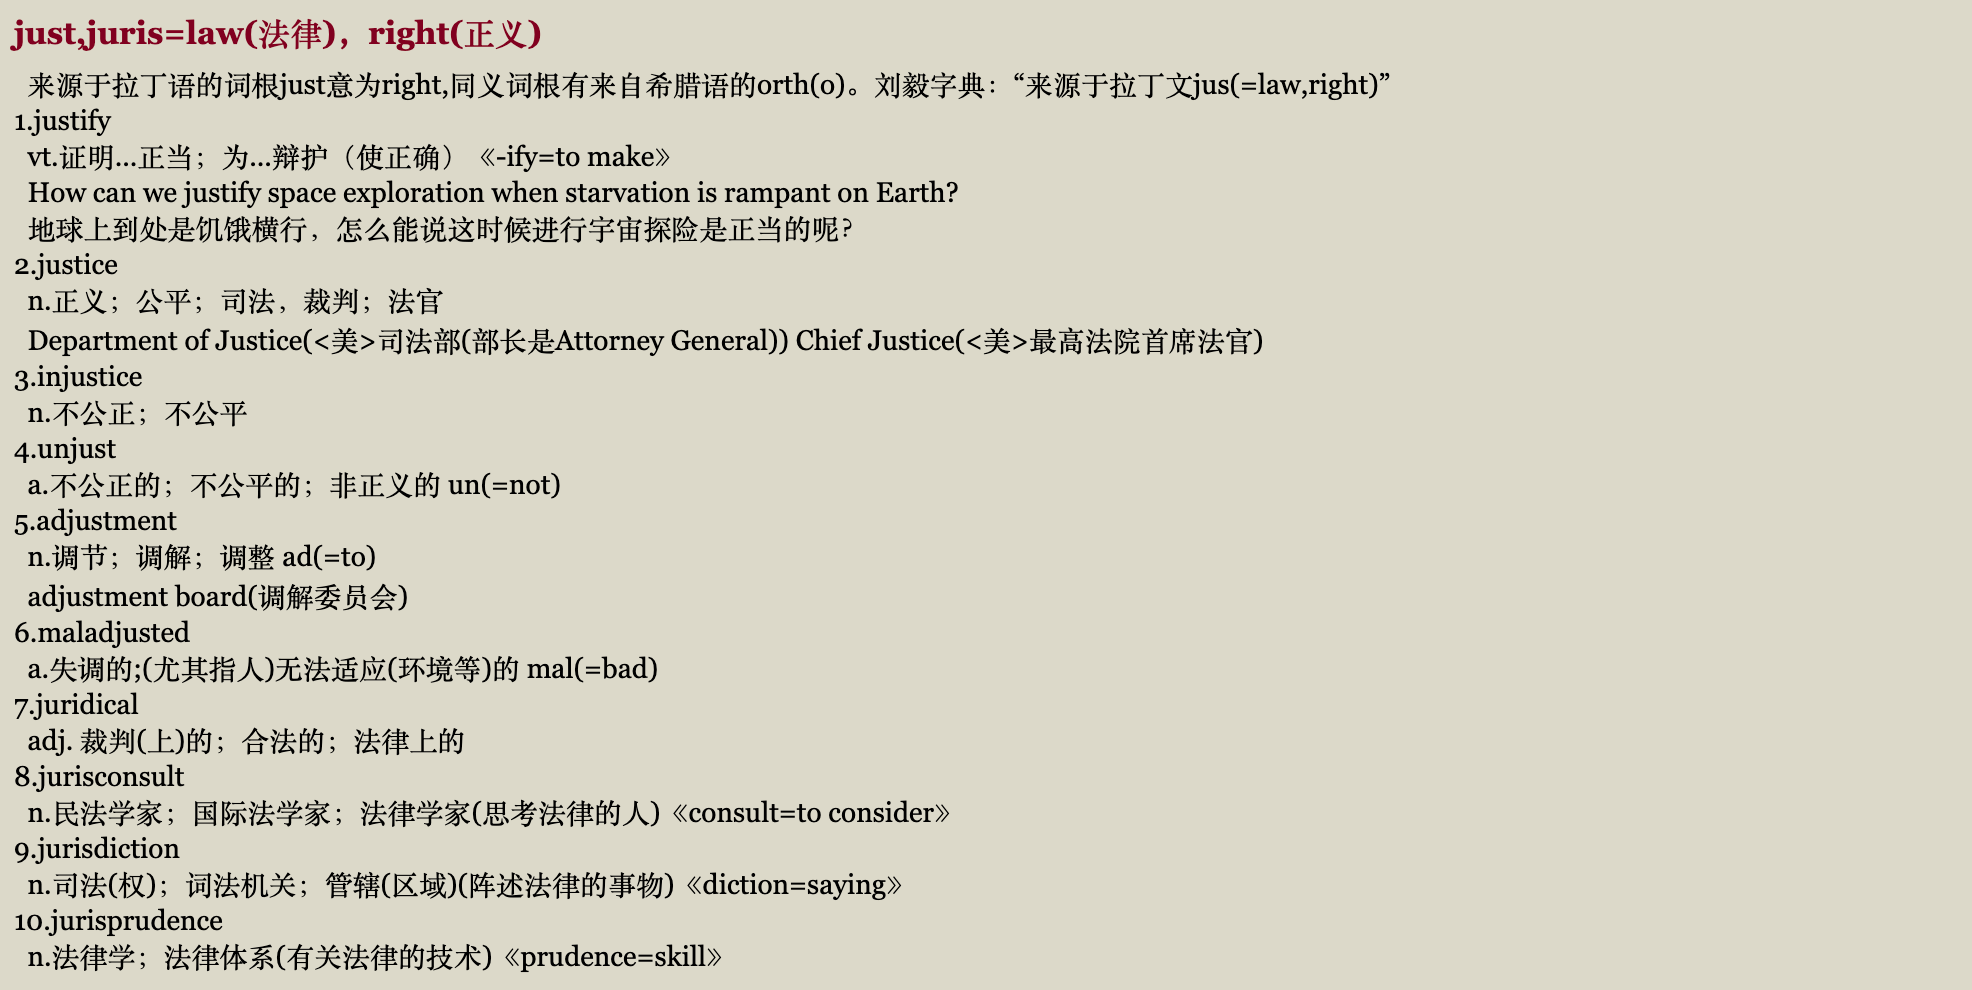 just,juris=law(法律)，right(正义)
来源于拉丁语的词根just意为right,同义词根有来自希腊语的orth(o)。刘毅字典：“来源于拉丁文jus(=law,right)”
1.justify
vt.证明...正当；为...辩护（使正确）《-ify=to make》
How can we justify space exploration when starvation is rampant on Earth?
地球上到处是饥饿横行，怎么能说这时候进行宇宙探险是正当的呢?
2.justice
n.正义；公平；司法，裁判；法官
Department of Justice(<美>司法部(部长是Attorney General)) Chief Justice(<美>最高法院首席法官)
3.injustice
n.不公正；不公平
4.unjust
a.不公正的；不公平的；非正义的 un(=not)
5.adjustment
n.调节；调解；调整 ad(=to)
adjustment board(调解委员会)
6.maladjusted
a.失调的;(尤其指人)无法适应(环境等)的 mal(=bad)
7.juridical
adj. 裁判(上)的；合法的；法律上的
8.jurisconsult
n.民法学家；国际法学家；法律学家(思考法律的人)《consult=to consider》
9.jurisdiction
n.司法(权)；词法机关；管辖(区域)(阵述法律的事物)《diction=saying》
10.jurisprudence
n.法律学；法律体系(有关法律的技术)《prudence=skill》